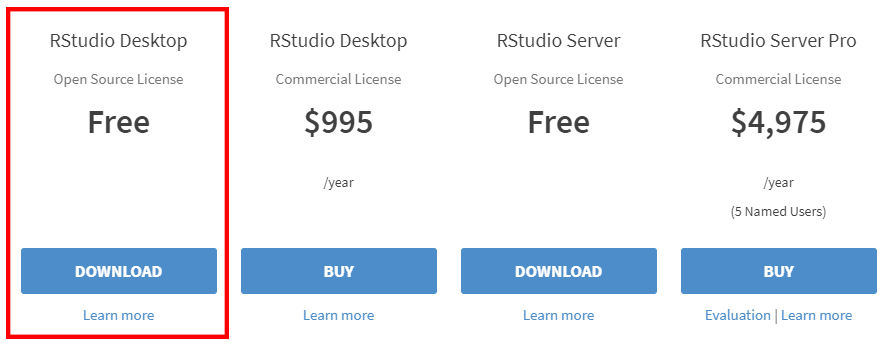 RStudio Desktop
Open Source License
Free
DOWNLOAD
Learn more
RStudio Desktop
Commercial License
$995
/year
BUY
Learn more
RStudio Server
Open Source License
Free
DOWNLOAD
Learn more
RStudio Server Pro
Commercial License
$4,975
/year
(5 Named Users)
BUY
Evaluation | Learn more